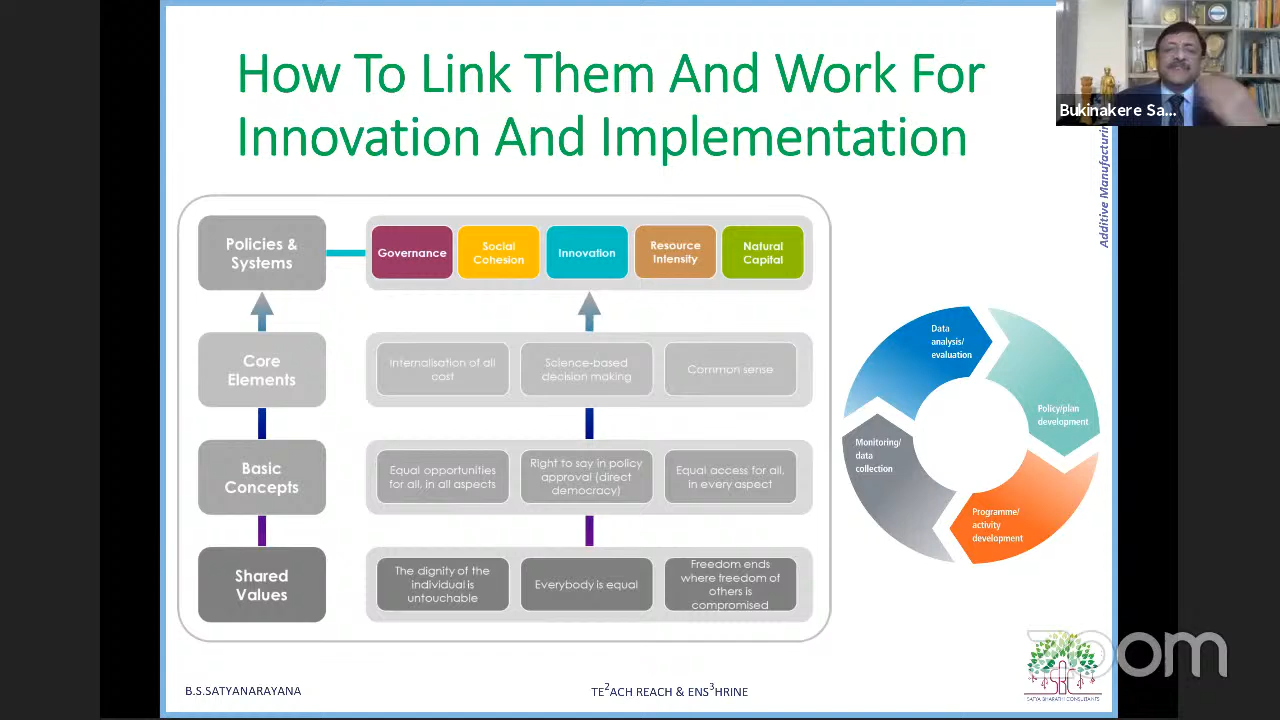 How To Link Them And Work For
Innovation And Implementation
Bukinakere Sa...
Additive Manufacturing
Policies &
Systems
Governance
Social
Cohesion
Innovation
Resource
Intensity
Natural
Capital
Core
Elements
Internalisation of all
cost
Science-based
decision making
Common sense
Basic
Concepts
Equal opportunities
for all, in all aspects
Right to say in policy
approval (direct
democracy)
Equal access for all,
in every aspect
Shared
Values
The dignity of the
individual is
untouchable
Everybody is equal
Freedom ends
where freedom of
others is
compromised
Data
analysis/
evaluation
Policy/plan
development
Programme/
activity
development
Monitoring/
data
collection
B.S.SATYANARAYANA
TE²ACH REACH & ENS³HRINE
zoom
SBC
SATYA BHARATHI CONSULTANTS